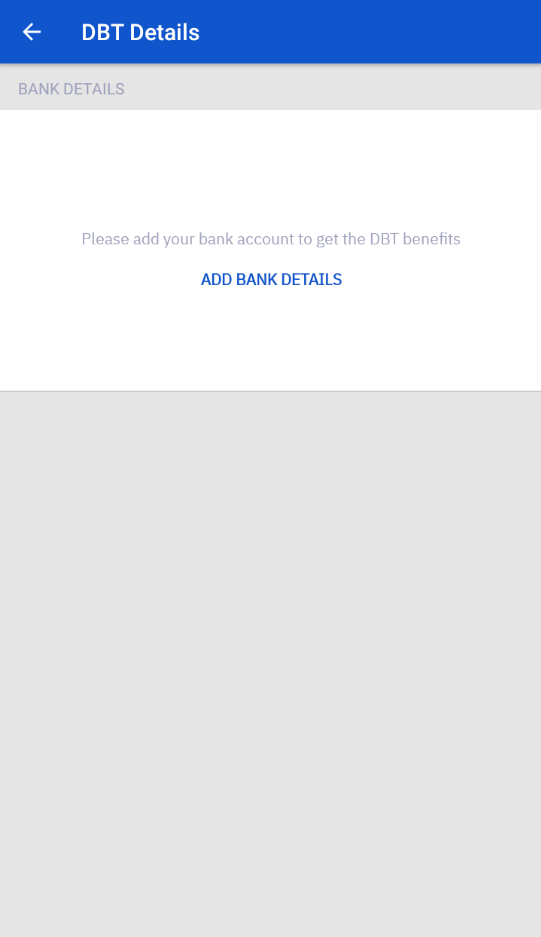 DBT Details
BANK DETAILS
Please add your bank account to get the DBT benefits
ADD BANK DETAILS